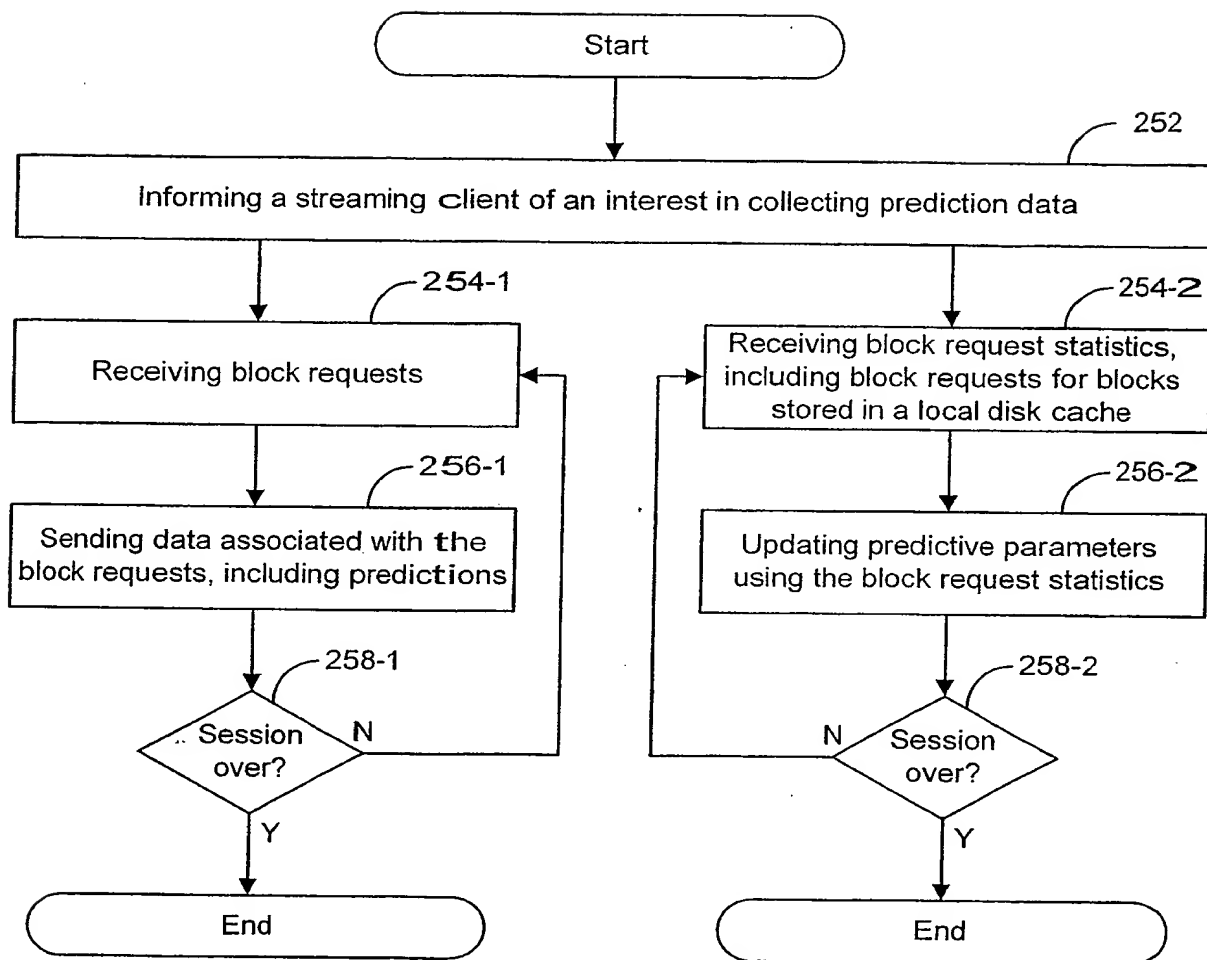 Start
252
Informing a streaming client of an interest in collecting prediction data
254-1
Receiving block requests
256-1
Sending data associated with the
block requests, including predictions
258-1
Session
over?
N
Y
End
254-2
Receiving block request statistics,
including block requests for blocks
stored in a local disk cache
256-2
Updating predictive parameters
using the block request statistics
258-2
N
Session
over?
Y
End